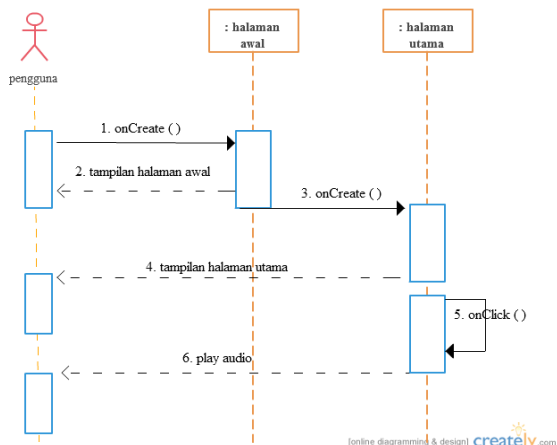 : halaman
awal
: halaman
utama
pengguna
1. onCreate ( )
2. tampilan halaman awal
3. onCreate ( )
4. tampilan halaman utama
5. onClick ( )
6. play audio
[online diagramming & design] creately.com